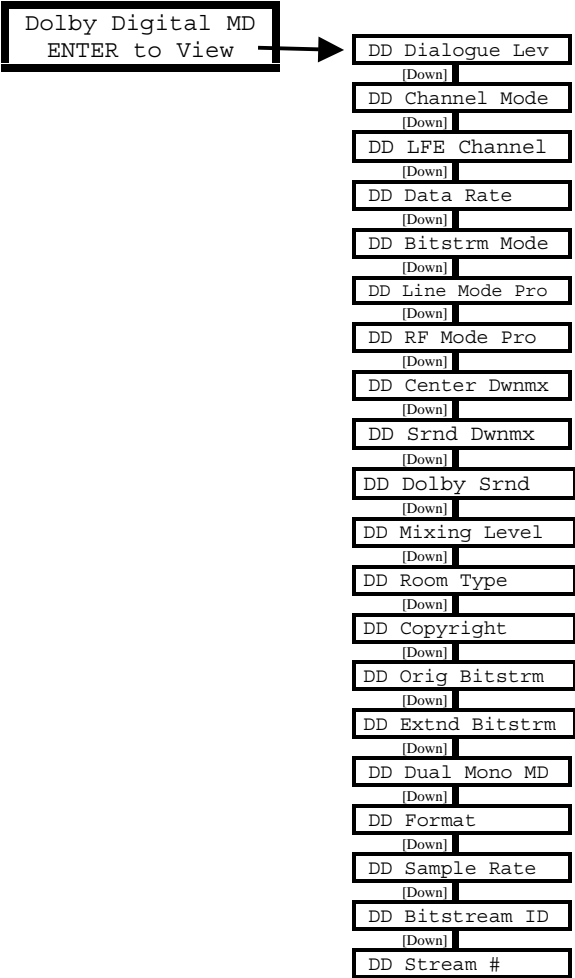 Dolby Digital MD
ENTER to View
DD Dialogue Lev
[Down]
DD Channel Mode
[Down]
DD LFE Channel
[Down]
DD Data Rate
[Down]
DD Bitstrm Mode
[Down]
DD Line Mode Pro
[Down]
DD RF Mode Pro
[Down]
DD Center Dwnmx
[Down]
DD Srnd Dwnmx
[Down]
DD Dolby Srnd
[Down]
DD Mixing Level
[Down]
DD Room Type
[Down]
DD Copyright
[Down]
DD Orig Bitstrm
[Down]
DD Extnd Bitstrm
[Down]
DD Dual Mono MD
[Down]
DD Format
[Down]
DD Sample Rate
[Down]
DD Bitstream ID
[Down]
DD Stream #